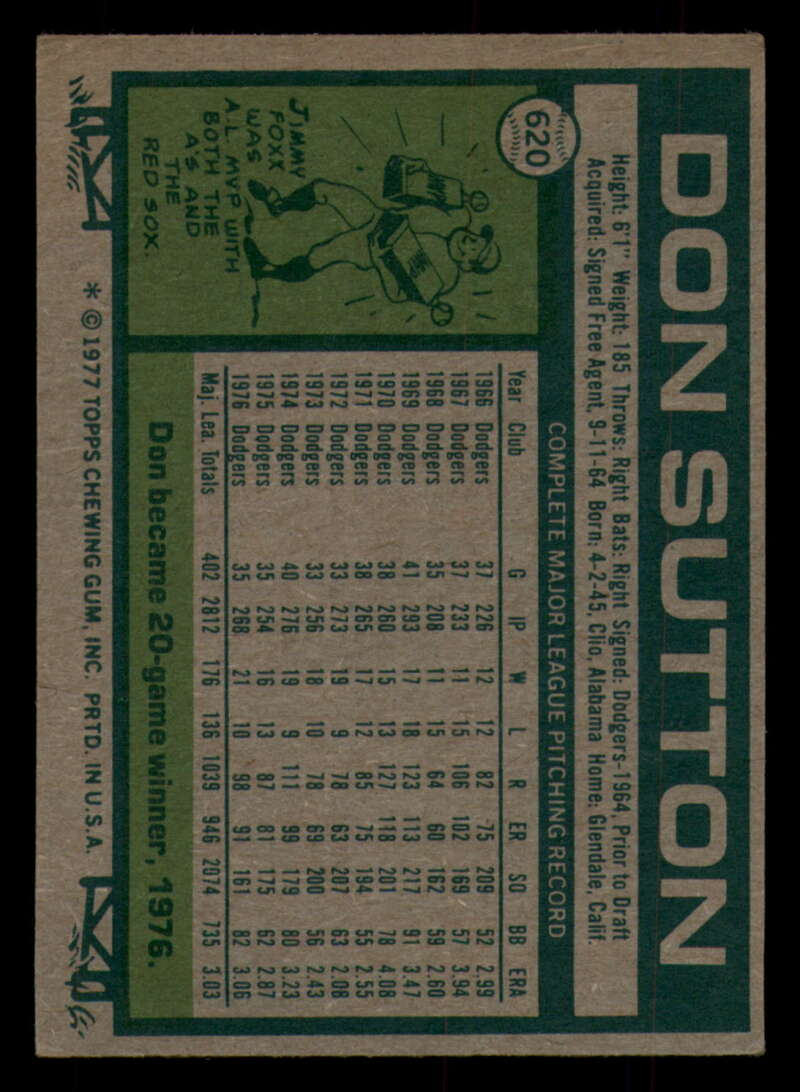 620
DON SUTTON
Height: 6'1" Weight: 185 Throws: Right Bats: Right Signed: Dodgers-1964, Prior to Draft
Acquired: Signed Free Agent, 9-11-64 Born: 4-2-45, Clio, Alabama Home: Glendale, Calif.
JIMMY
FOXX
WAS
A.L. MVP WITH
BOTH THE
A'S AND
THE
RED SOX.
COMPLETE MAJOR LEAGUE PITCHING RECORD
Year Club G IP W L R ER SO BB ERA
1966 Dodgers 37 226 12 12 82 75 209 52 2.99
1967 Dodgers 37 233 11 15 106 102 169 57 3.94
1968 Dodgers 35 208 11 15 64 60 162 59 2.60
1969 Dodgers 41 293 17 18 123 113 217 91 3.47
1970 Dodgers 38 260 15 13 127 118 201 78 4.08
1971 Dodgers 38 265 17 12 85 75 194 55 2.55
1972 Dodgers 33 273 19 9 78 63 207 63 2.08
1973 Dodgers 33 256 18 10 78 69 200 56 2.43
1974 Dodgers 40 276 19 9 111 99 179 80 3.23
1975 Dodgers 35 254 16 13 87 81 175 62 2.87
1976 Dodgers 35 268 21 10 98 91 161 82 3.06
Maj. Lea. Totals 402 2812 176 136 1039 946 2074 735 3.03
Don became 20-game winner, 1976.
* © 1977 TOPPS CHEWING GUM, INC. PRTD. IN U.S.A.